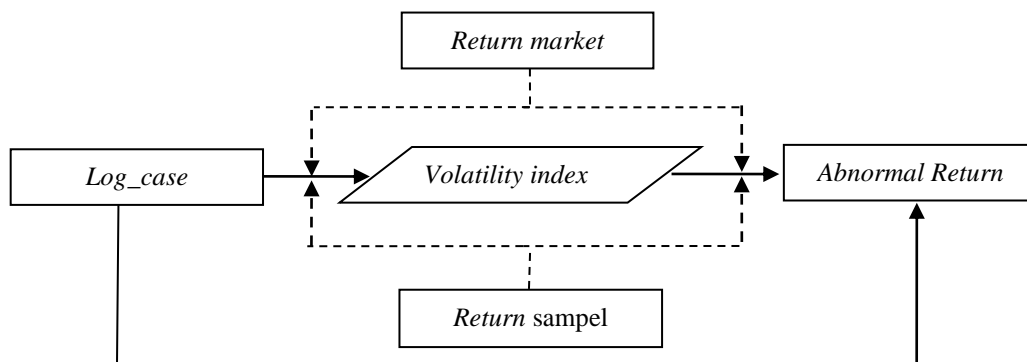 Return market
Log_case
Volatility index
Abnormal Return
Return sampel